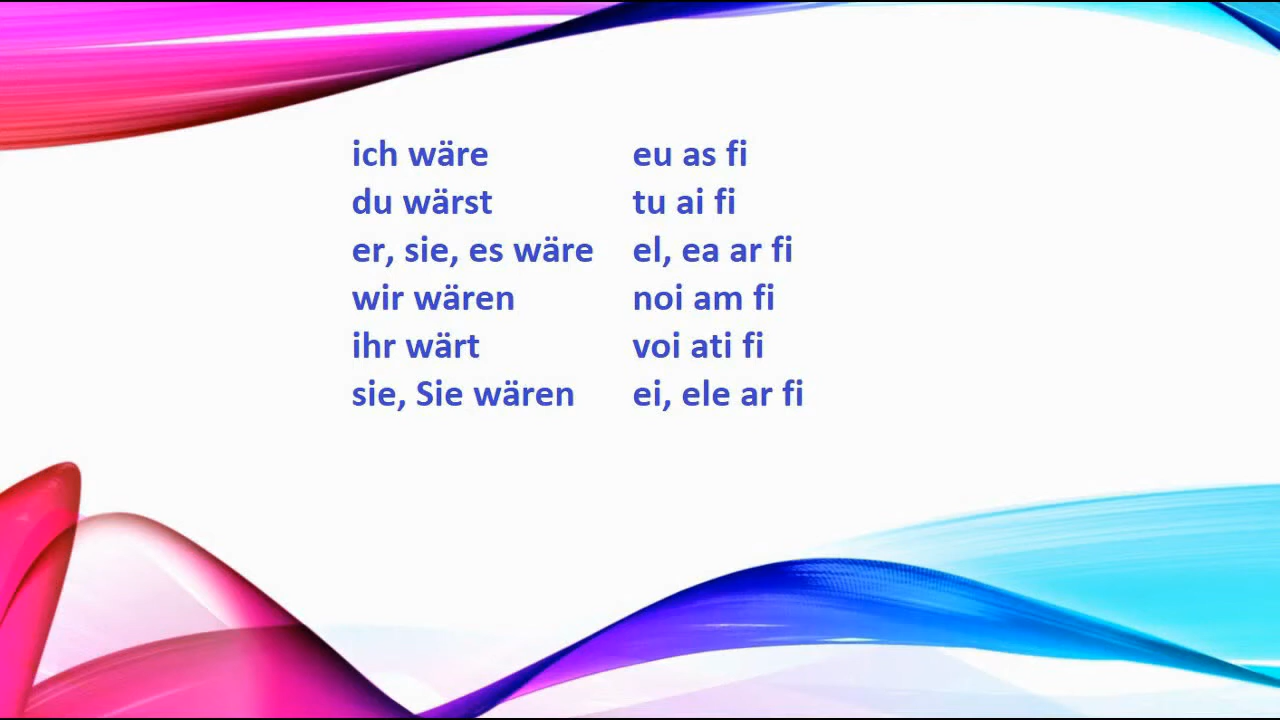 ich wäre eu as fi
du wärst tu ai fi
er, sie, es wäre el, ea ar fi
wir wären noi am fi
ihr wärt voi ati fi
sie, Sie wären ei, ele ar fi